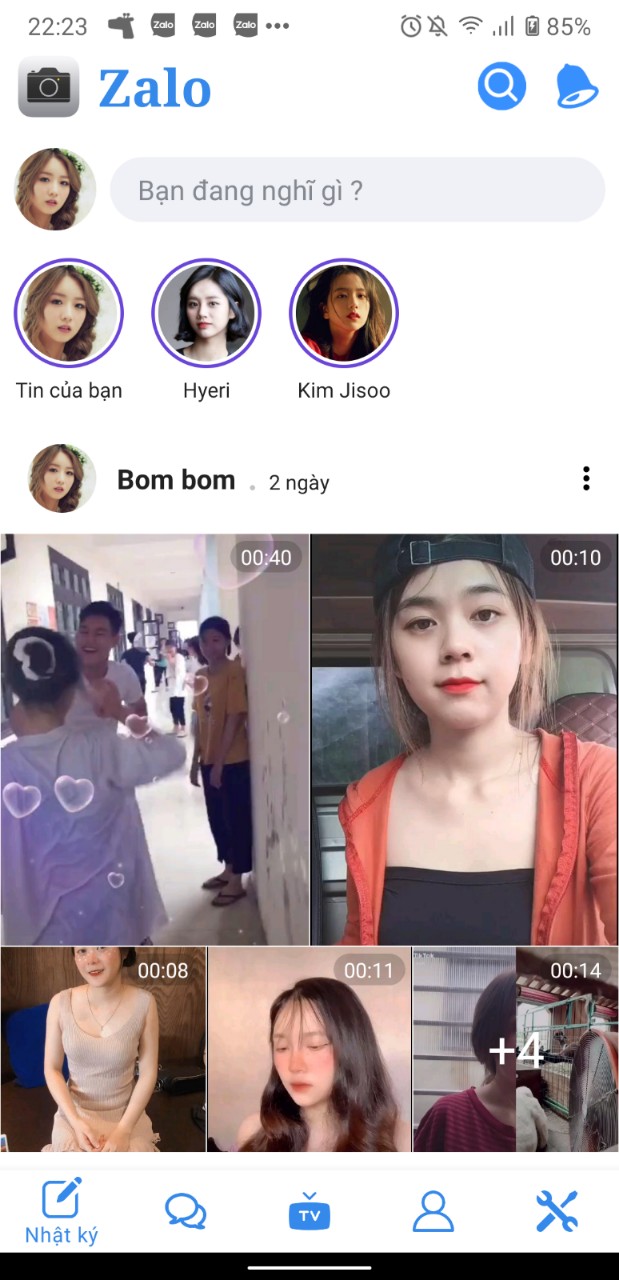 22:23 Zalo Zalo Zalo 85%
Zalo
Bạn đang nghĩ gì ?
Tin của bạn Hyeri Kim Jisoo
Bom bom . 2 ngày
00:40 00:10
00:08 00:11 TikTok 00:14
+4
TV
Nhật ký